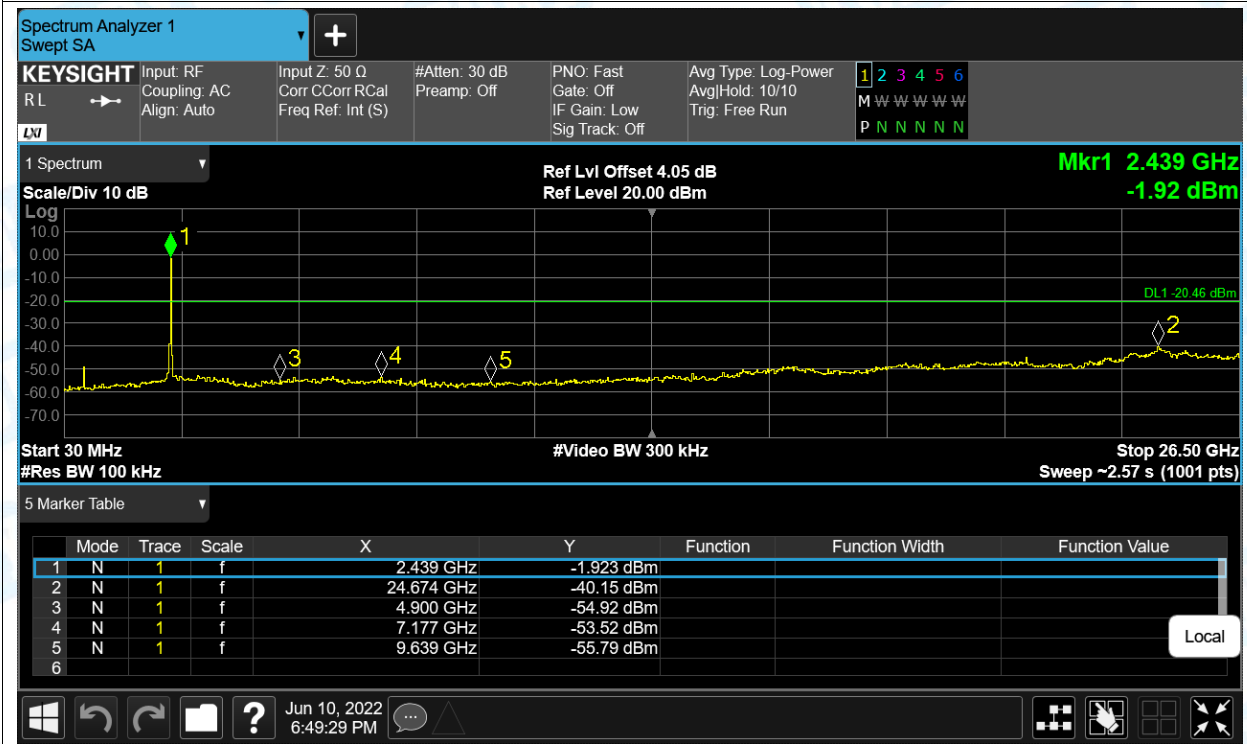 Spectrum Analyzer 1
Swept SA
+
KEYSIGHT
R L
LXI
Input: RF
Coupling: AC
Align: Auto
Input Z: 50 Ω
Corr CCorr RCal
Freq Ref: Int (S)
#Atten: 30 dB
Preamp: Off
PNO: Fast
Gate: Off
IF Gain: Low
Sig Track: Off
Avg Type: Log-Power
Avg|Hold: 10/10
Trig: Free Run
1 2 3 4 5 6
M W W W W W
P N N N N N
1 Spectrum
Scale/Div 10 dB
Ref Lvl Offset 4.05 dB
Ref Level 20.00 dBm
Mkr1 2.439 GHz
-1.92 dBm
Log
10.0
0.00
-10.0
-20.0
-30.0
-40.0
-50.0
-60.0
-70.0
1
DL1 -20.46 dBm
2
3
4
5
Start 30 MHz
#Res BW 100 kHz
#Video BW 300 kHz
Stop 26.50 GHz
Sweep ~2.57 s (1001 pts)
5 Marker Table
Mode Trace Scale X Y Function Function Width Function Value
1 N 1 f 2.439 GHz -1.923 dBm
2 N 1 f 24.674 GHz -40.15 dBm
3 N 1 f 4.900 GHz -54.92 dBm
4 N 1 f 7.177 GHz -53.52 dBm
5 N 1 f 9.639 GHz -55.79 dBm
6
Local
?
Jun 10, 2022
6:49:29 PM